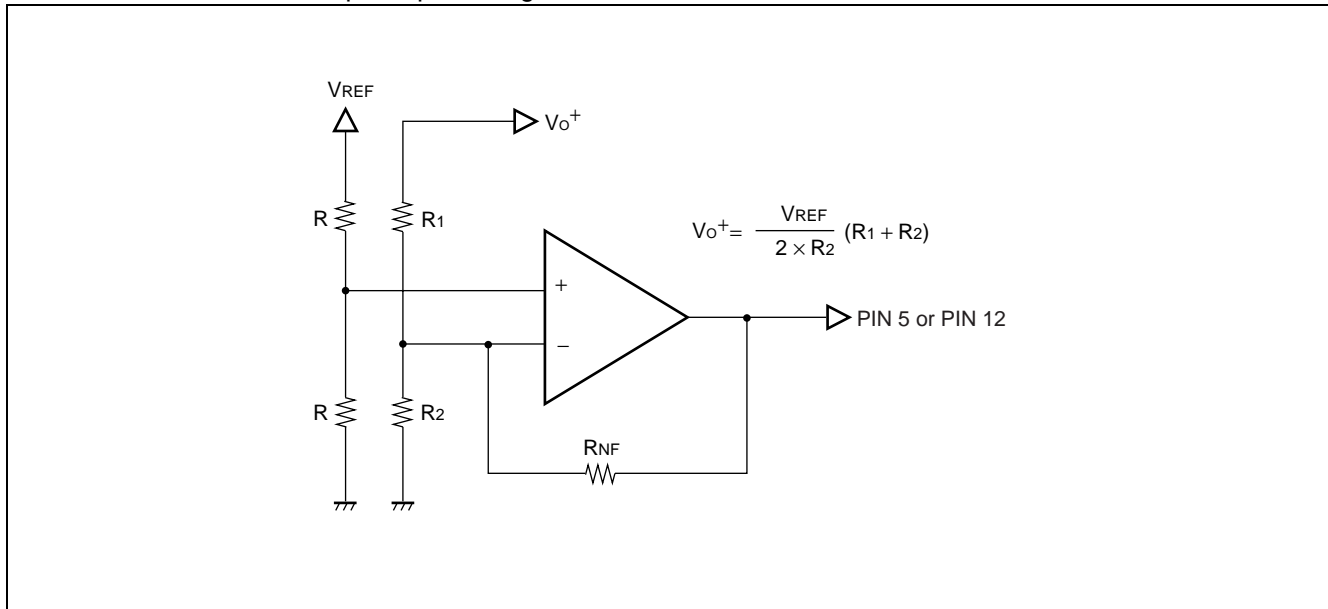 VREF
Vo+
R
R1
Vo+= VREF / 2 × R2 (R1 + R2)
+
PIN 5 or PIN 12
−
R
R2
RNF